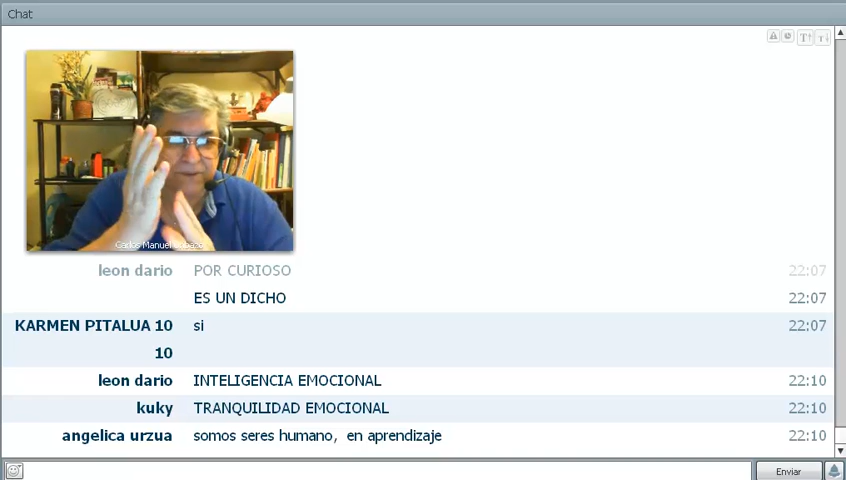 Chat
Carlos Manuel
leon dario POR CURIOSO 22:07
ES UN DICHO 22:07
KARMEN PITALUA 10 si 22:07
10
leon dario INTELIGENCIA EMOCIONAL 22:10
kuky TRANQUILIDAD EMOCIONAL 22:10
angelica urzua somos seres humano, en aprendizaje 22:10
Enviar